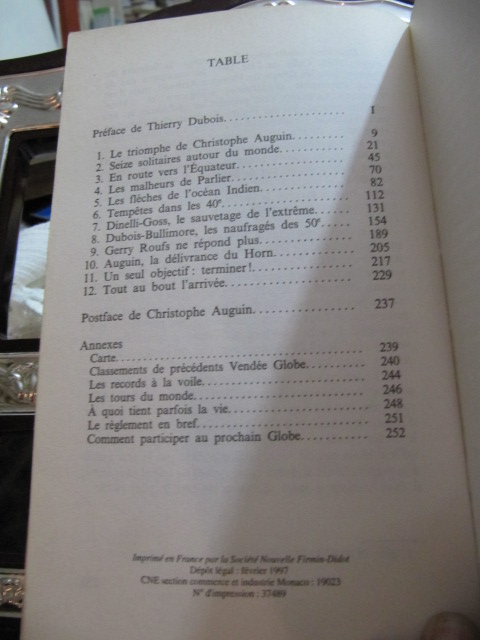 TABLE
Préface de Thierry Dubois. . . . . . . . . . . . . . . . . . . . 1
1. Le triomphe de Christophe Auguin. . . . . . . . . 9
2. Seize solitaires autour du monde. . . . . . . . . . . 21
3. En route vers l'Équateur. . . . . . . . . . . . . . . . . . . 45
4. Les malheurs de Parlier. . . . . . . . . . . . . . . . . . . 70
5. Les flèches de l'océan Indien. . . . . . . . . . . . . . 82
6. Tempêtes dans les 40e. . . . . . . . . . . . . . . . . . . . 112
7. Dinelli-Goss, le sauvetage de l'extrême. . . . . . 131
8. Dubois-Bullimore, les naufragés des 50e. . . . . 154
9. Gerry Roufs ne répond plus. . . . . . . . . . . . . . . 189
10. Auguin, la délivrance du Horn. . . . . . . . . . . . . 205
11. Un seul objectif : terminer!. . . . . . . . . . . . . . . . 217
12. Tout au bout l'arrivée. . . . . . . . . . . . . . . . . . . . 229
Postface de Christophe Auguin. . . . . . . . . . . . . . . . 237
Annexes
Carte. . . . . . . . . . . . . . . . . . . . . . . . . . . . . . . . . . . . 239
Classements de précédents Vendée Globe. . . . . . . . 240
Les records à la voile. . . . . . . . . . . . . . . . . . . . . . . 244
Les tours du monde. . . . . . . . . . . . . . . . . . . . . . . . 246
À quoi tient parfois la vie. . . . . . . . . . . . . . . . . . . 248
Le règlement en bref. . . . . . . . . . . . . . . . . . . . . . . 251
Comment participer au prochain Globe. . . . . . . . . . 252
Imprimé en France par la Société Nouvelle Firmin-Didot
Dépôt légal : février 1997
CNE section commerce et industrie Monaco : 19023
N° d'impression : 37489